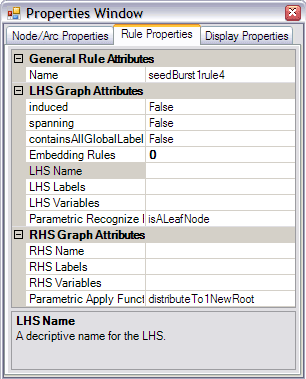 Properties Window
Node/Arc Properties Rule Properties Display Properties
General Rule Attributes
Name seedBurst1rule4
LHS Graph Attributes
induced False
spanning False
containsAllGlobalLabel False
Embedding Rules 0
LHS Name
LHS Labels
LHS Variables
Parametric Recognize I isALeafNode
RHS Graph Attributes
RHS Name
RHS Labels
RHS Variables
Parametric Apply Funct distributeTo1NewRoot
LHS Name
A decriptive name for the LHS.